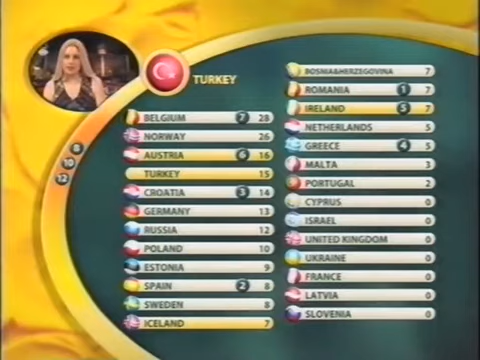 TURKEY
8
10
12
BELGIUM 7 28
NORWAY 26
AUSTRIA 6 16
TURKEY 15
CROATIA 3 14
GERMANY 13
RUSSIA 12
POLAND 10
ESTONIA 9
SPAIN 2 8
SWEDEN 8
ICELAND 7
BOSNIA&HERZEGOVINA 7
ROMANIA 1 7
IRELAND 5 7
NETHERLANDS 5
GREECE 4 5
MALTA 3
PORTUGAL 2
CYPRUS 0
ISRAEL 0
UNITED KINGDOM 0
UKRAINE 0
FRANCE 0
LATVIA 0
SLOVENIA 0